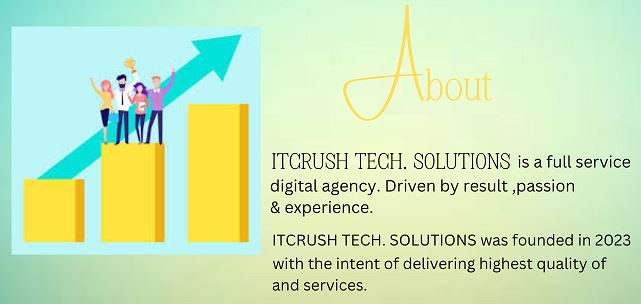 About
ITCRUSH TECH. SOLUTIONS is a full service
digital agency. Driven by result ,passion
& experience.
ITCRUSH TECH. SOLUTIONS was founded in 2023
with the intent of delivering highest quality of
and services.